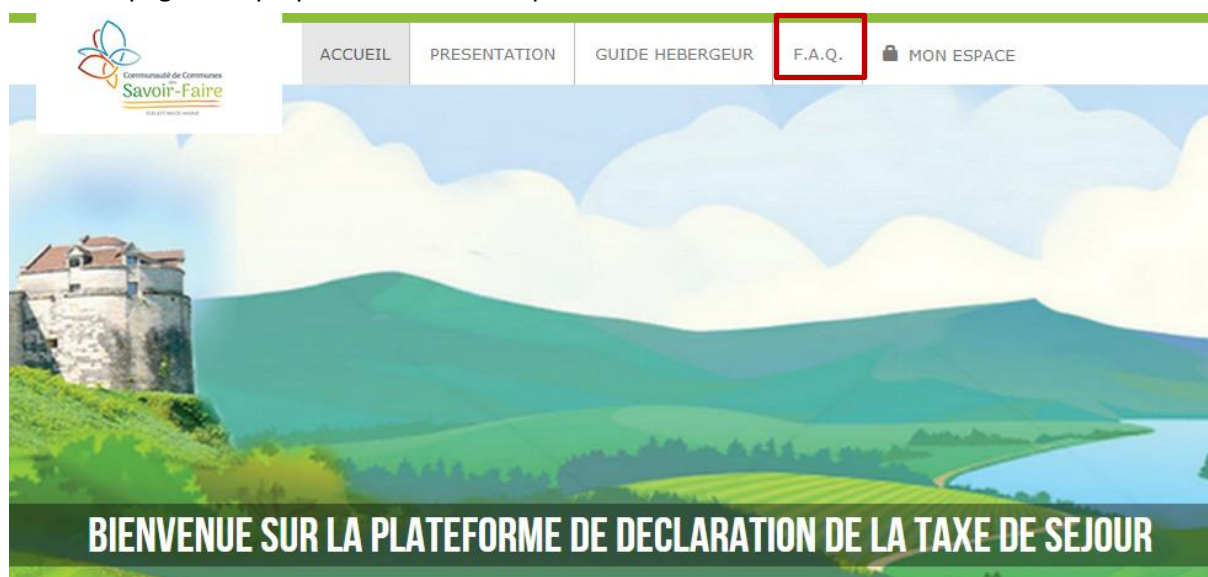 ACCUEIL PRESENTATION GUIDE HEBERGEUR F.A.Q. MON ESPACE
Communauté de Communes
des
Savoir-Faire
BIENVENUE SUR LA PLATEFORME DE DECLARATION DE LA TAXE DE SEJOUR